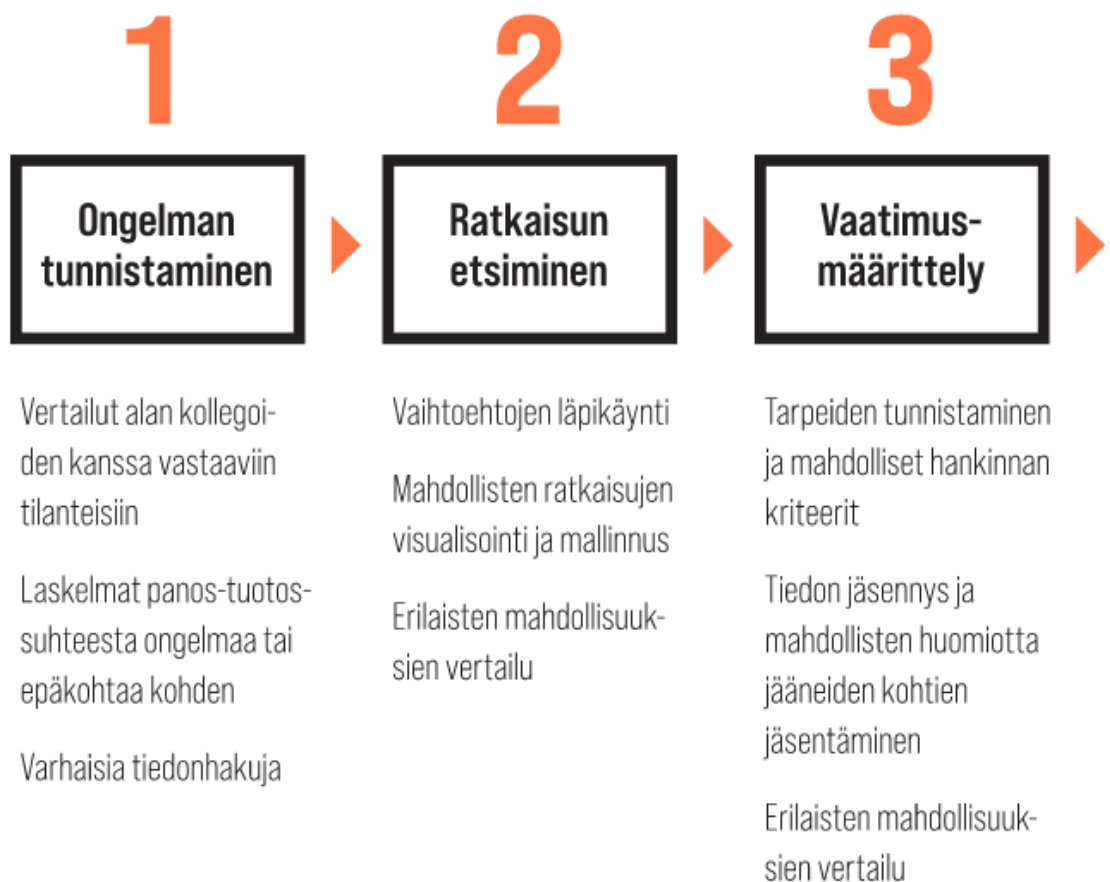 1
Ongelman
tunnistaminen
Vertailut alan kollegoi-
den kanssa vastaaviin
tilanteisiin
Laskelmat panos-tuotos-
suhteesta ongelmaa tai
epäkohtaa kohden
Varhaisia tiedonhakuja
2
Ratkaisun
etsiminen
Vaihtoehtojen läpikäynti
Mahdollisten ratkaisujen
visualisointi ja mallinnus
Erilaisten mahdollisuuk-
sien vertailu
3
Vaatimus-
määrittely
Tarpeiden tunnistaminen
ja mahdolliset hankinnan
kriteerit
Tiedon jäsennys ja
mahdollisten huomiotta
jääneiden kohtien
jäsentäminen
Erilaisten mahdollisuuk-
sien vertailu